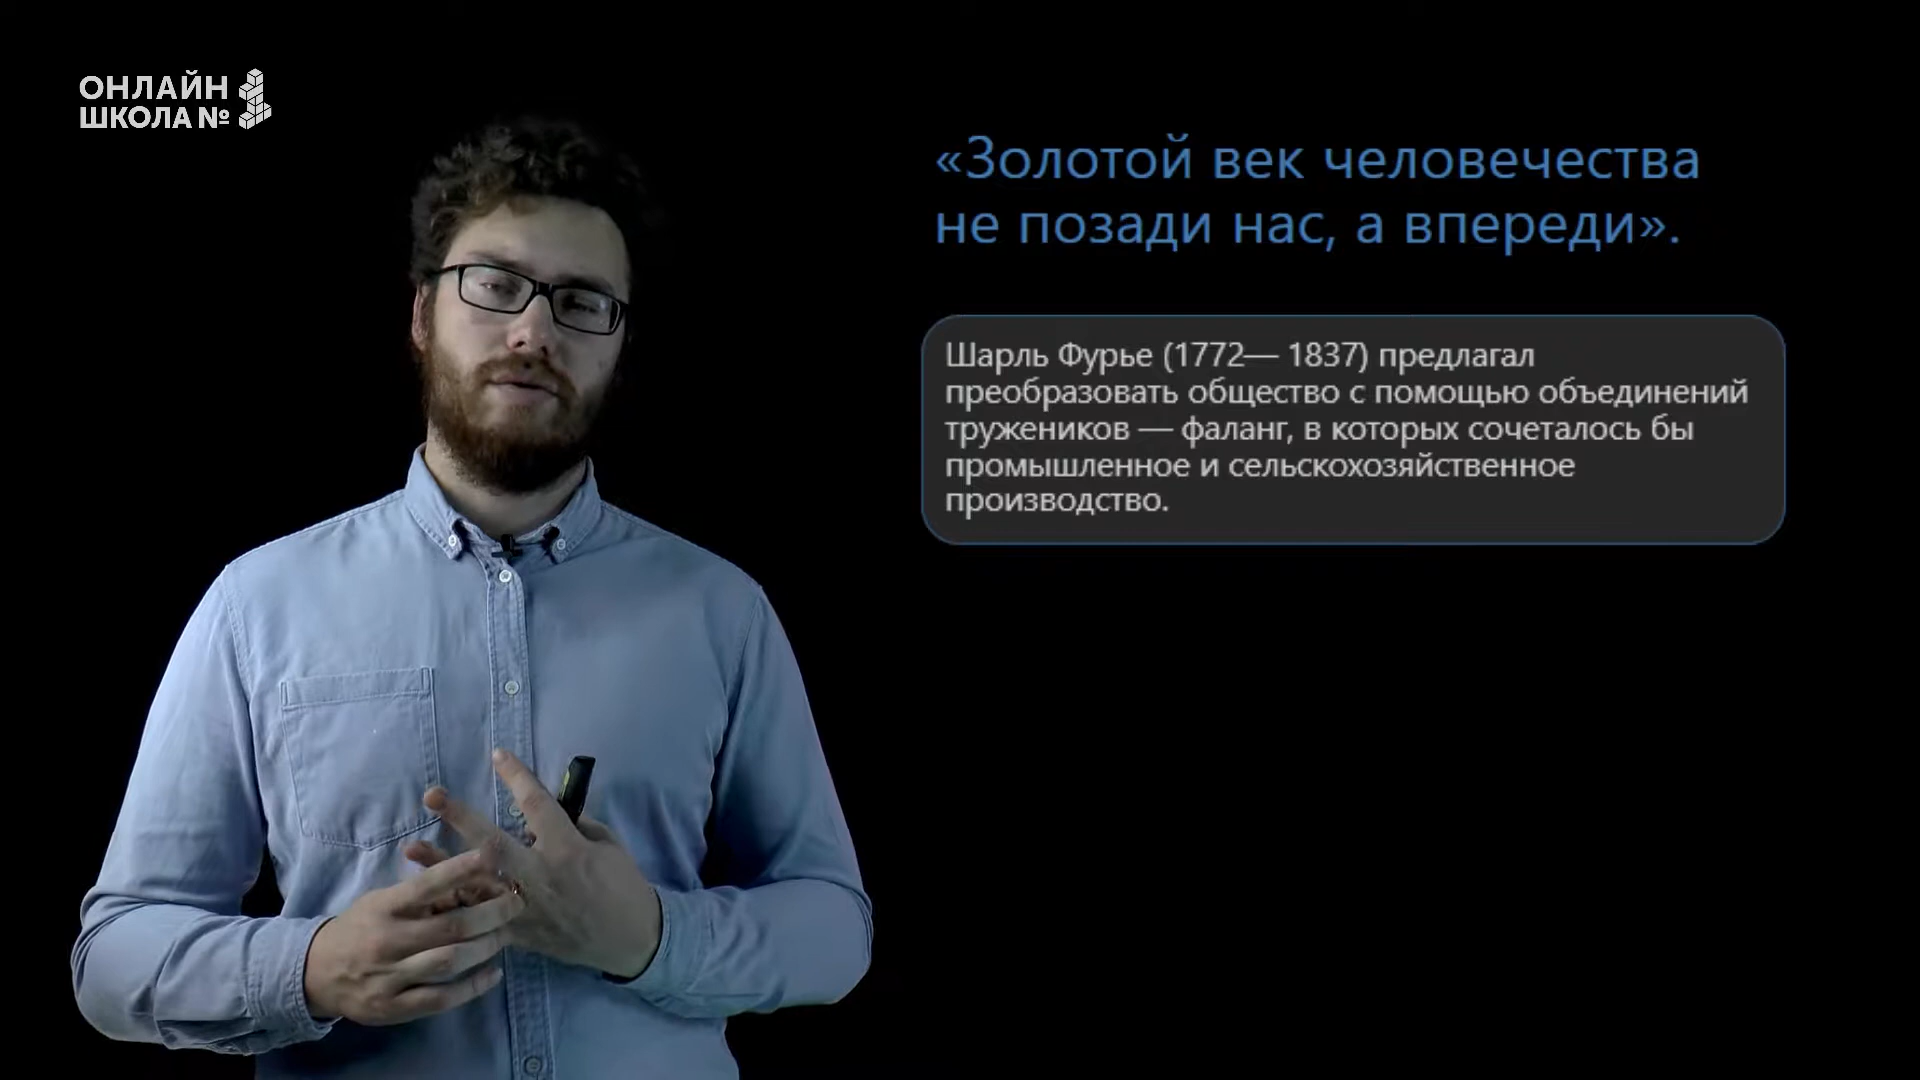 ОНЛАЙН
ШКОЛА №1
«Золотой век человечества
не позади нас, а впереди».
Шарль Фурье (1772— 1837) предлагал
преобразовать общество с помощью объединений
тружеников — фаланг, в которых сочеталось бы
промышленное и сельскохозяйственное
производство.